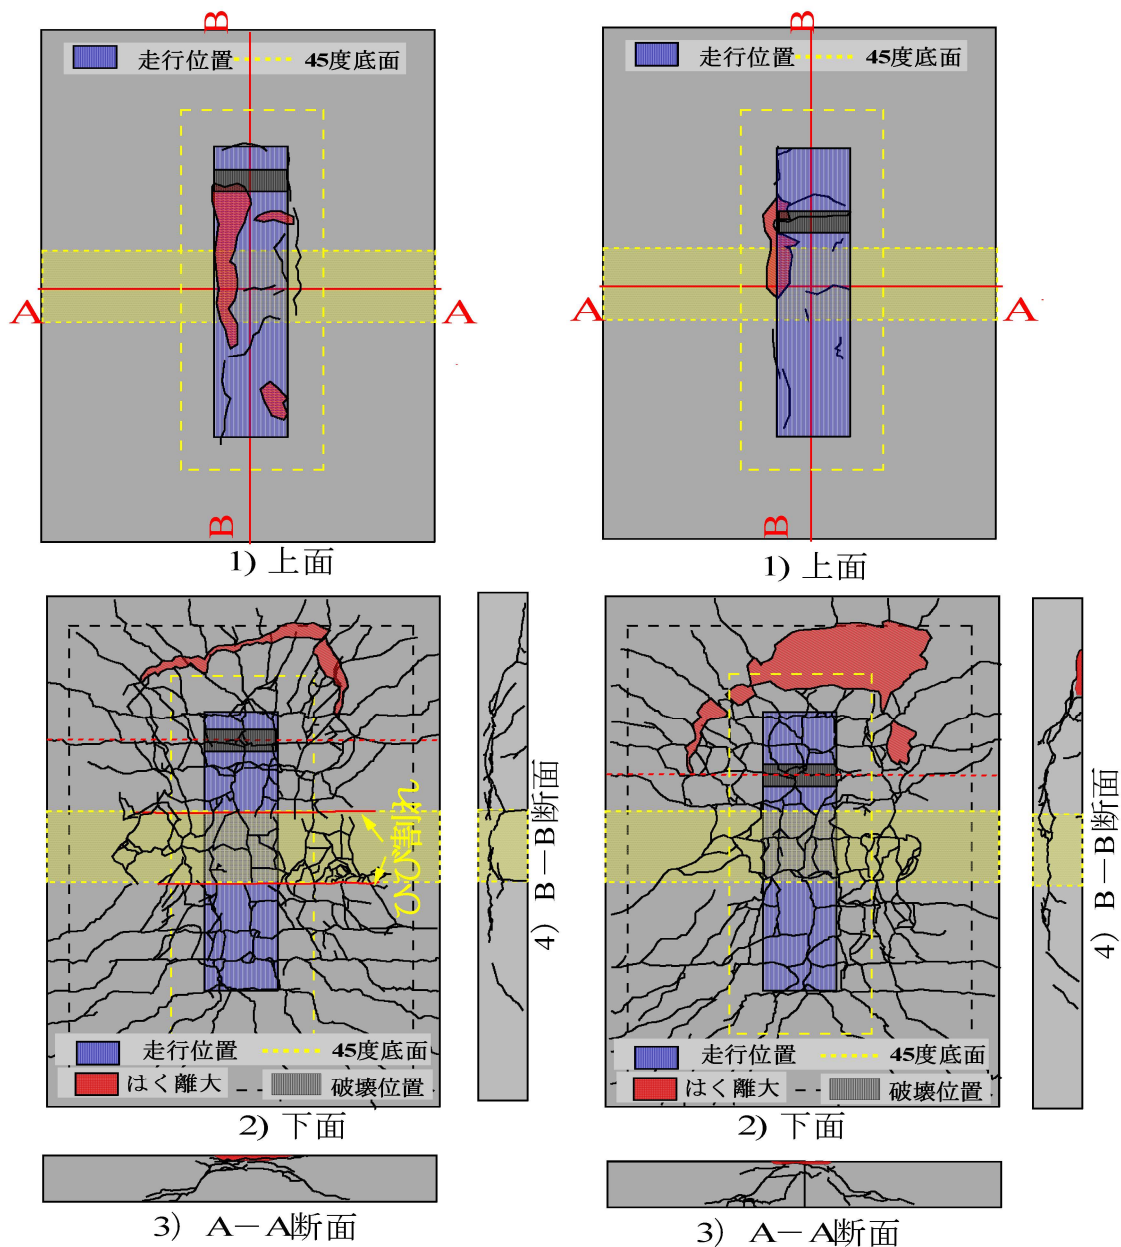 B
走行位置 45度底面
A A
B
1) 上面
B
走行位置 45度底面
A A
B
1) 上面
ひび割れ
走行位置 45度底面
はく離大 破壊位置
2) 下面
4) B-B断面
3) A-A断面
走行位置 45度底面
はく離大 破壊位置
2) 下面
4) B-B断面
3) A-A断面